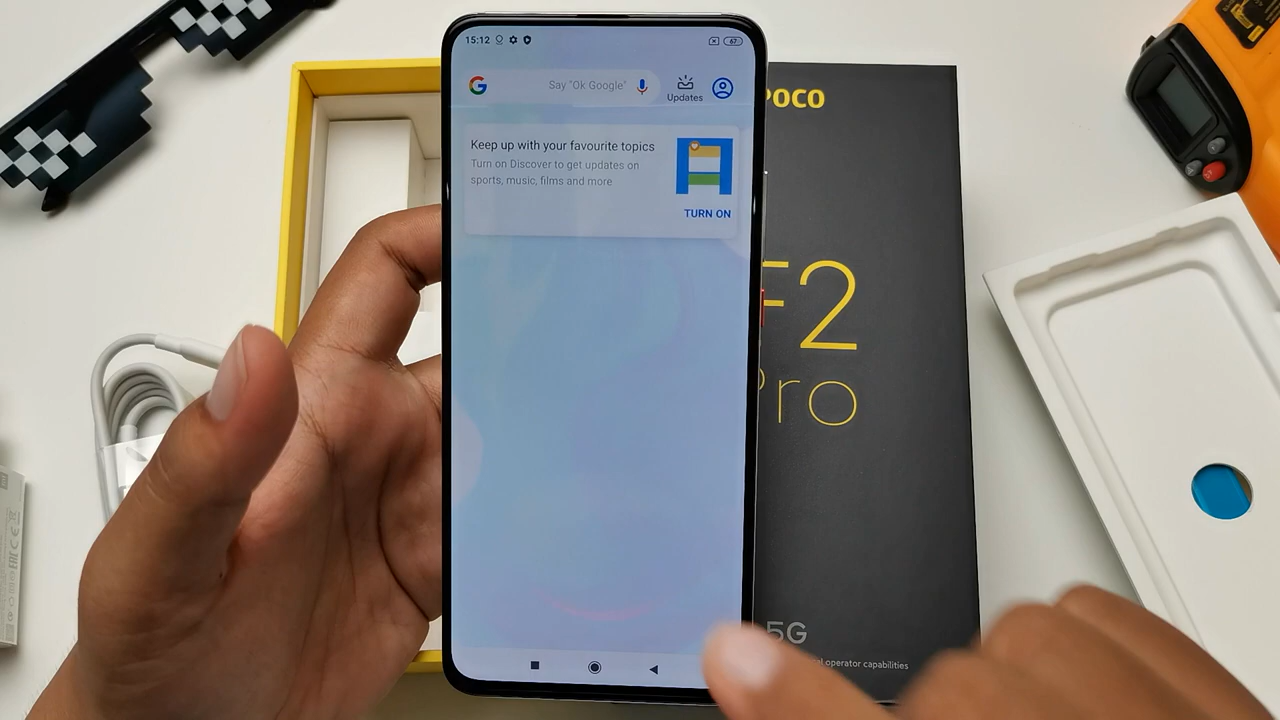 15:12
67
G
Say "Ok Google"
Updates
Keep up with your favourite topics
Turn on Discover to get updates on
sports, music, films and more
TURN ON
POCO
F2
Pro
5G
operator capabilities